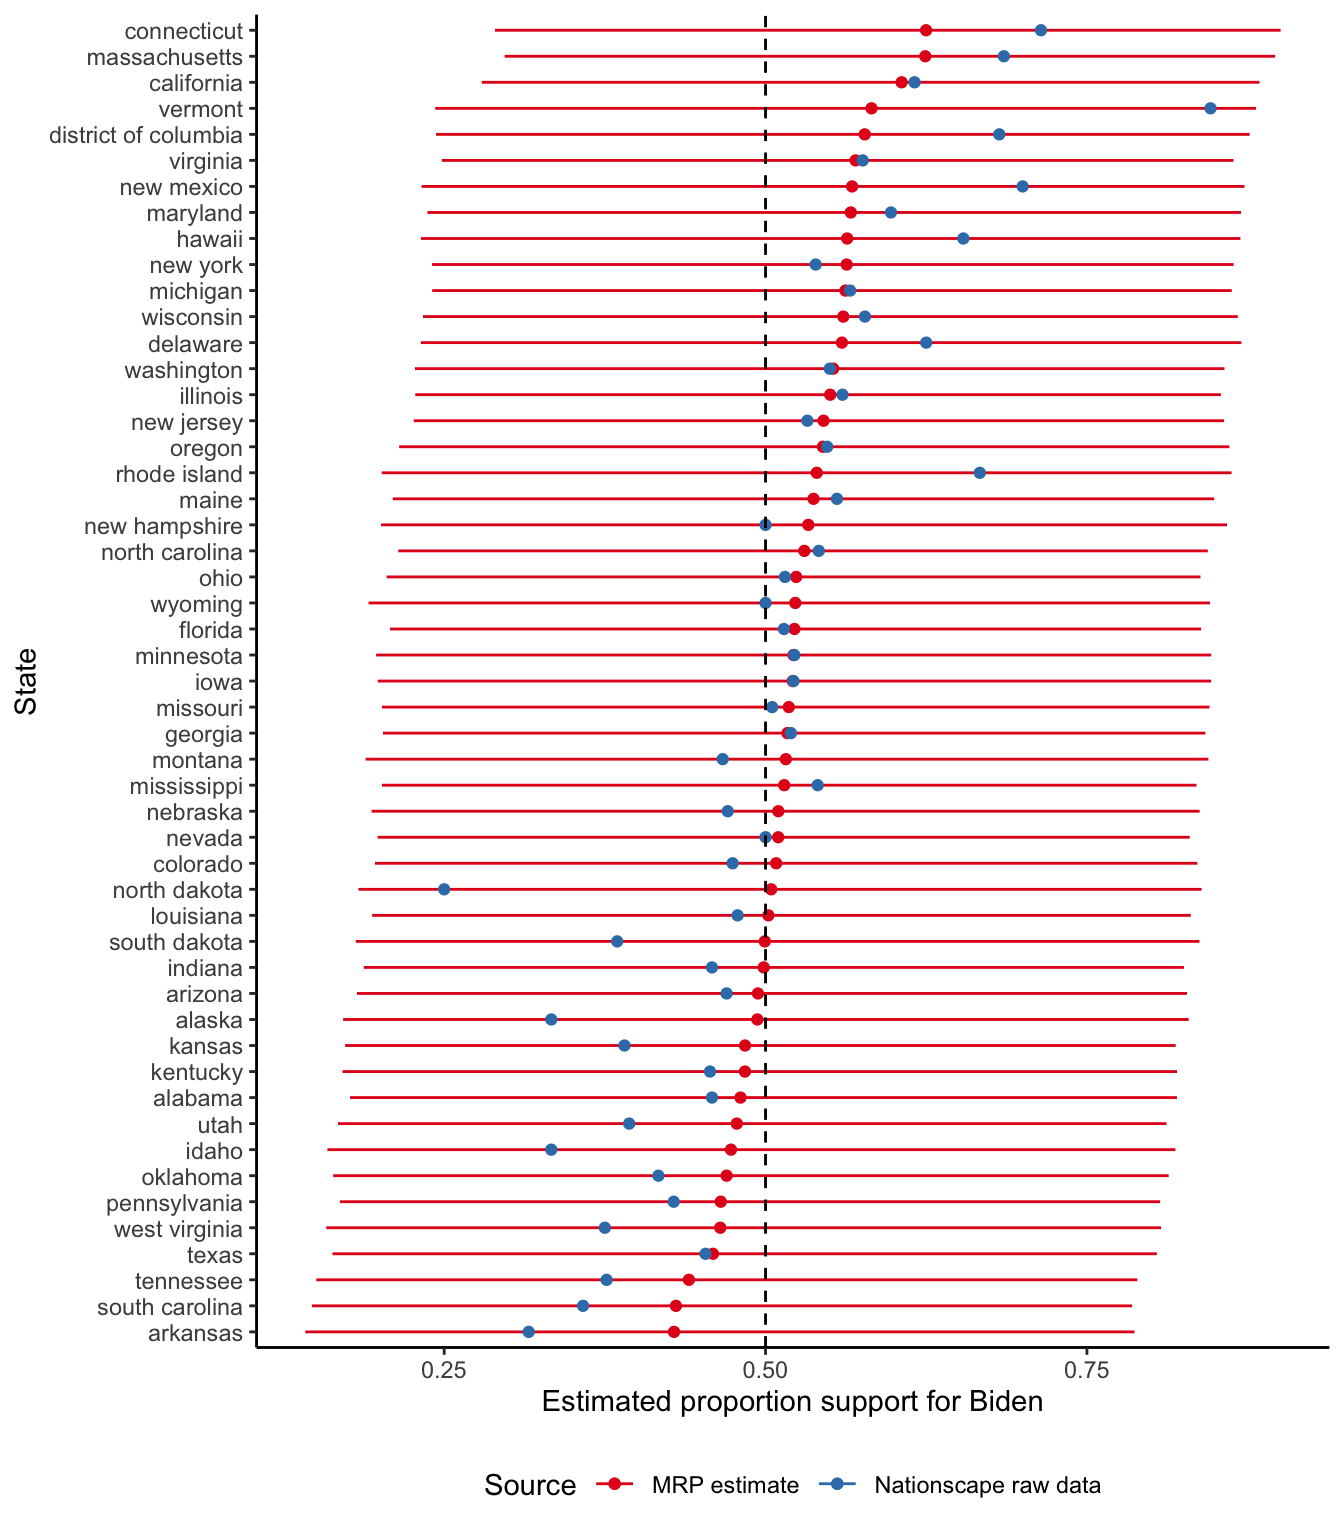 connecticut
massachusetts
california
vermont
district of columbia
virginia
new mexico
maryland
hawaii
new york
michigan
wisconsin
delaware
washington
illinois
new jersey
oregon
rhode island
maine
new hampshire
north carolina
ohio
wyoming
florida
minnesota
iowa
missouri
georgia
montana
mississippi
nebraska
nevada
colorado
north dakota
louisiana
south dakota
indiana
arizona
alaska
kansas
kentucky
alabama
utah
idaho
oklahoma
pennsylvania
west virginia
texas
tennessee
south carolina
arkansas
State
0.25 0.50 0.75
Estimated proportion support for Biden
Source MRP estimate Nationscape raw data